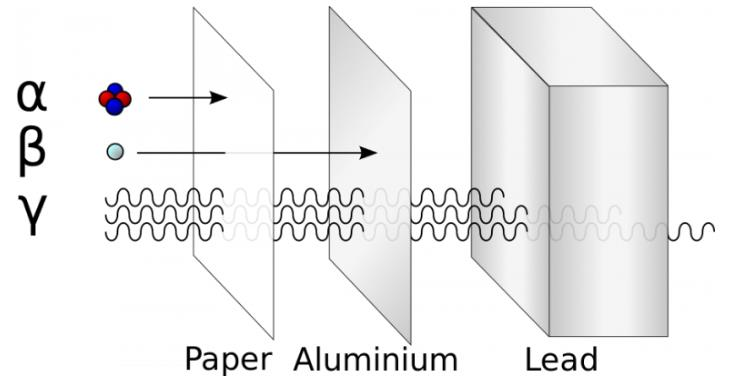 α
β
γ
Paper Aluminium Lead